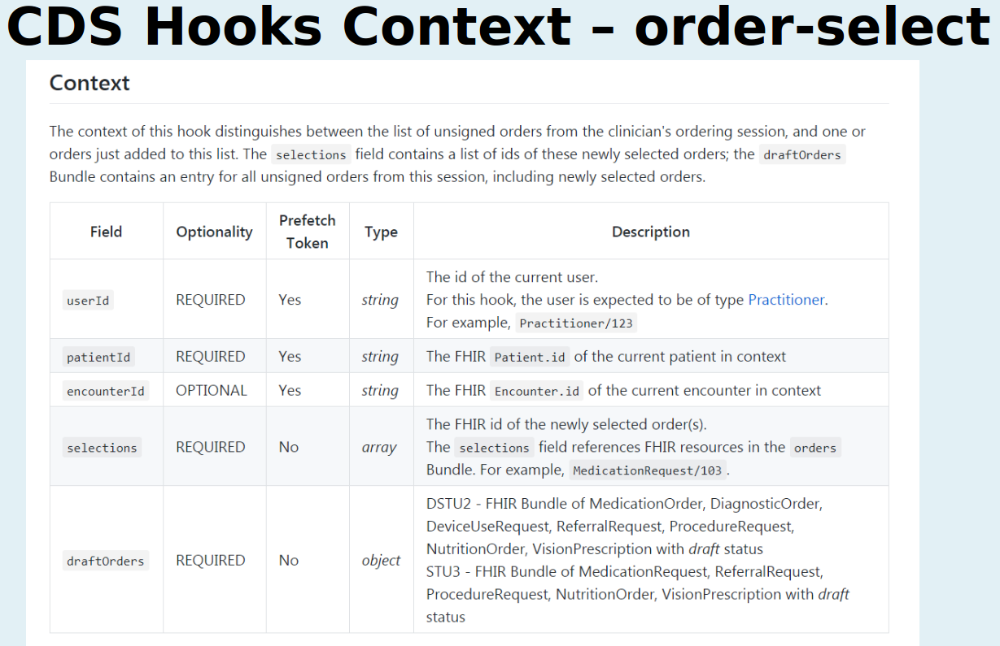 CDS Hooks Context – order-select
Context
The context of this hook distinguishes between the list of unsigned orders from the clinician's ordering session, and one or
orders just added to this list. The selections field contains a list of ids of these newly selected orders; the draftOrders
Bundle contains an entry for all unsigned orders from this session, including newly selected orders.
Field Optionality Prefetch Token Type Description
userId REQUIRED Yes string The id of the current user.
For this hook, the user is expected to be of type Practitioner.
For example, Practitioner/123
patientId REQUIRED Yes string The FHIR Patient.id of the current patient in context
encounterId OPTIONAL Yes string The FHIR Encounter.id of the current encounter in context
selections REQUIRED No array The FHIR id of the newly selected order(s).
The selections field references FHIR resources in the orders
Bundle. For example, MedicationRequest/103.
draftOrders REQUIRED No object DSTU2 - FHIR Bundle of MedicationOrder, DiagnosticOrder,
DeviceUseRequest, ReferralRequest, ProcedureRequest,
NutritionOrder, VisionPrescription with draft status
STU3 - FHIR Bundle of MedicationRequest, ReferralRequest,
ProcedureRequest, NutritionOrder, VisionPrescription with draft
status